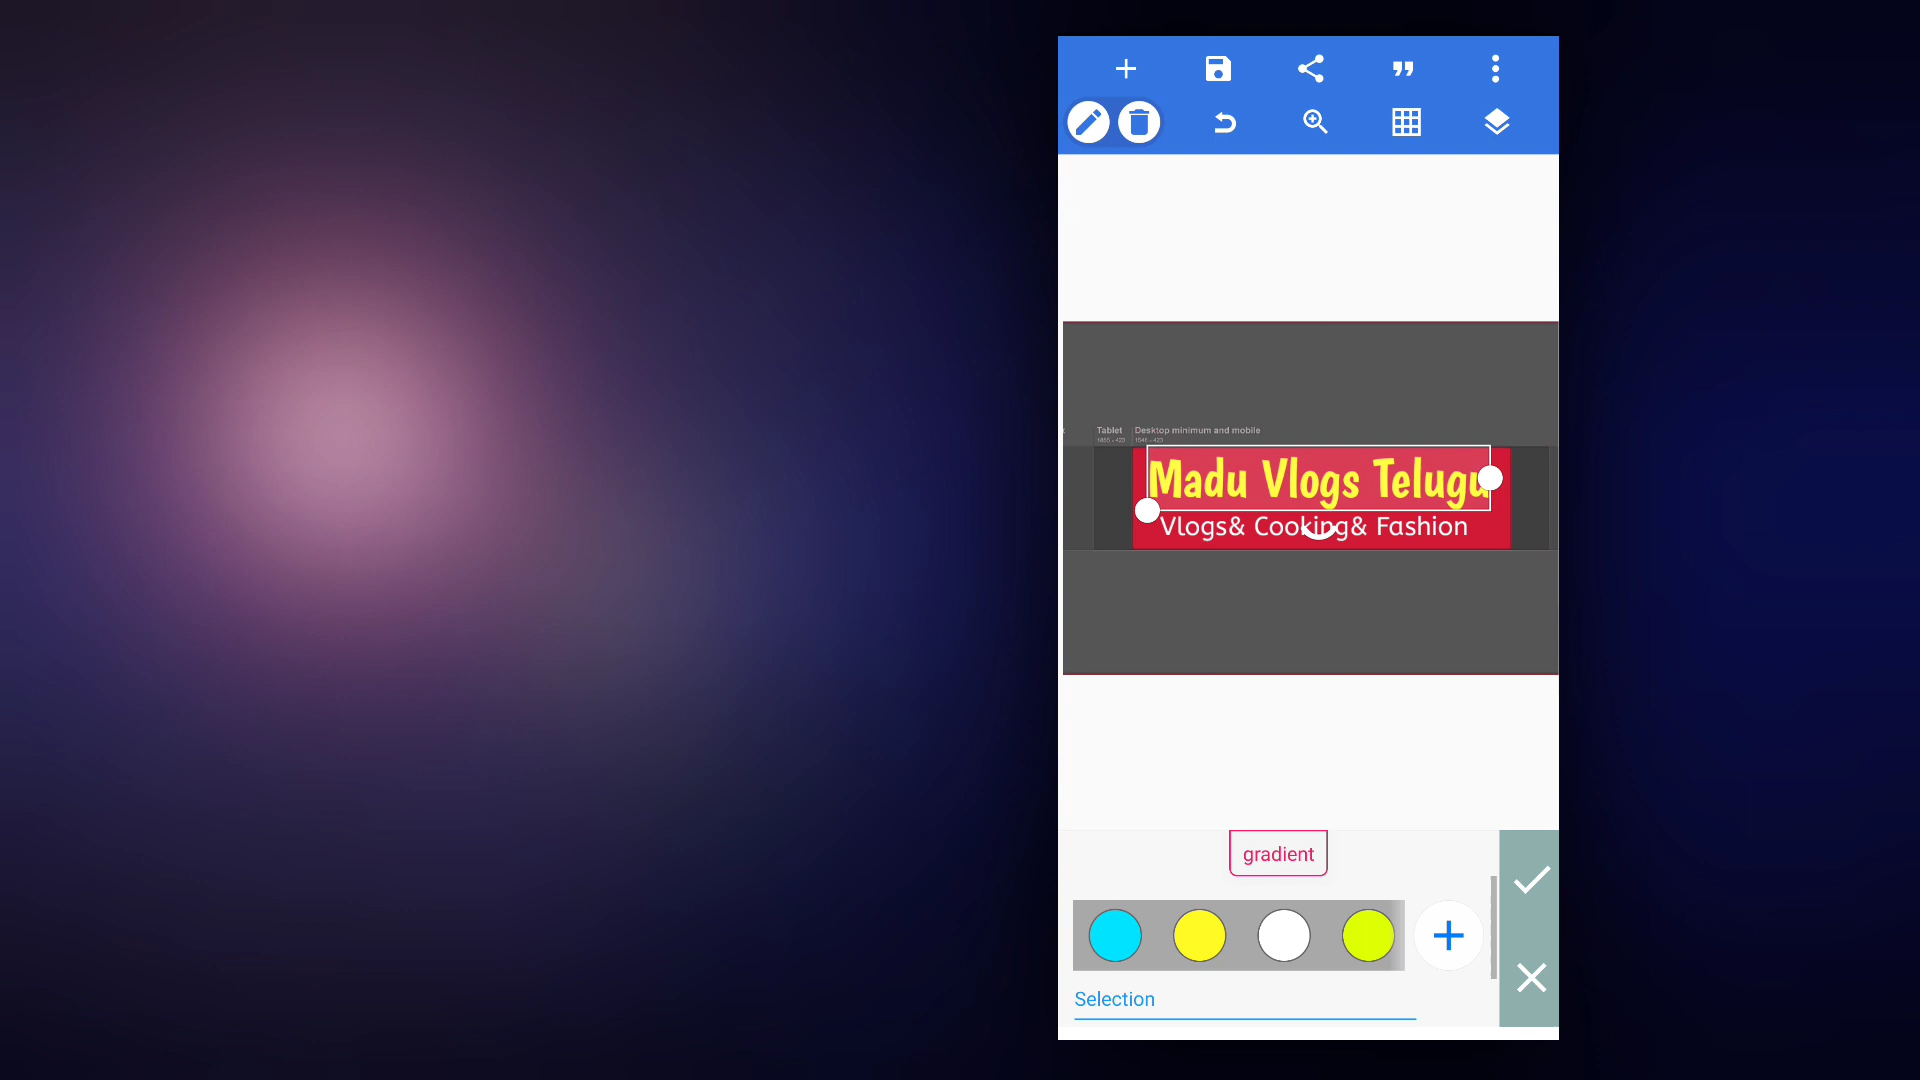 Tablet
Desktop minimum and mobile
Madu Vlogs Telugu
Vlogs& Cooking& Fashion
gradient
Selection